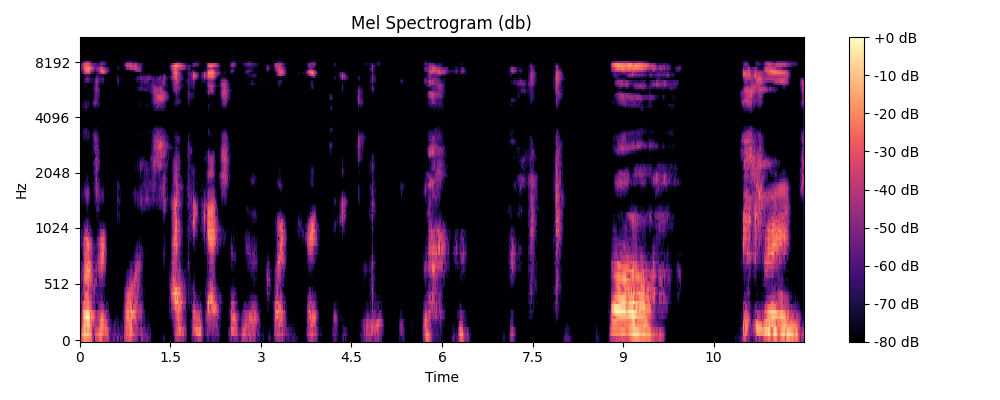 Mel Spectrogram (db)
+0 dB
8192
-10 dB
4096
-20 dB
-30 dB
Hz
2048
-40 dB
1024
-50 dB
-60 dB
512
-70 dB
0
-80 dB
0 1.5 3 4.5 6 7.5 9 10
Time